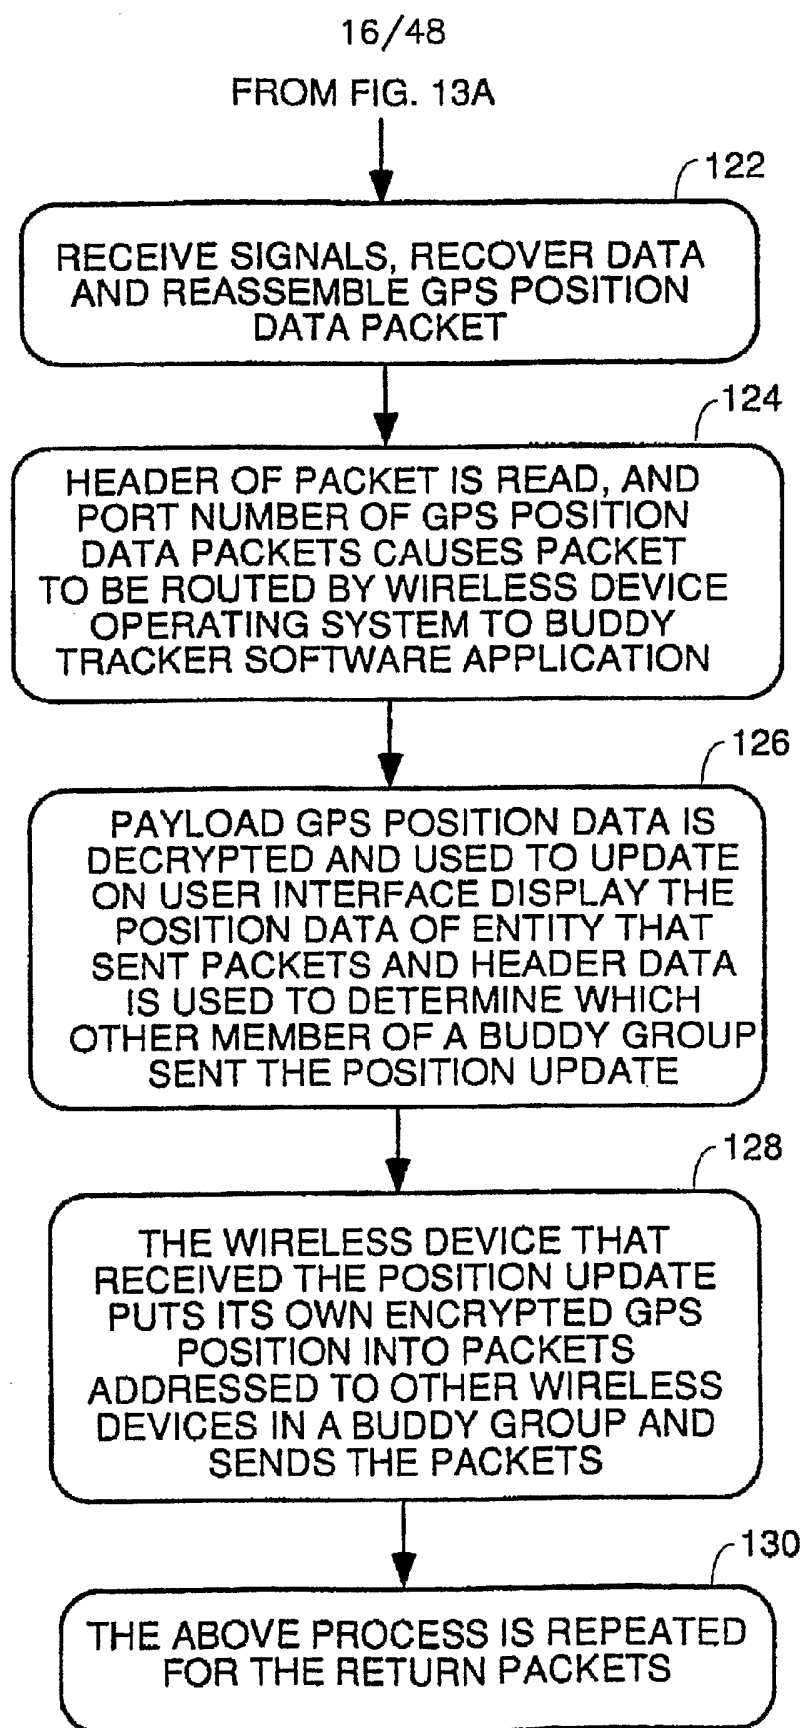 16/48
FROM FIG. 13A
122
RECEIVE SIGNALS, RECOVER DATA
AND REASSEMBLE GPS POSITION
DATA PACKET
124
HEADER OF PACKET IS READ, AND
PORT NUMBER OF GPS POSITION
DATA PACKETS CAUSES PACKET
TO BE ROUTED BY WIRELESS DEVICE
OPERATING SYSTEM TO BUDDY
TRACKER SOFTWARE APPLICATION
126
PAYLOAD GPS POSITION DATA IS
DECRYPTED AND USED TO UPDATE
ON USER INTERFACE DISPLAY THE
POSITION DATA OF ENTITY THAT
SENT PACKETS AND HEADER DATA
IS USED TO DETERMINE WHICH
OTHER MEMBER OF A BUDDY GROUP
SENT THE POSITION UPDATE
128
THE WIRELESS DEVICE THAT
RECEIVED THE POSITION UPDATE
PUTS ITS OWN ENCRYPTED GPS
POSITION INTO PACKETS
ADDRESSED TO OTHER WIRELESS
DEVICES IN A BUDDY GROUP AND
SENDS THE PACKETS
130
THE ABOVE PROCESS IS REPEATED
FOR THE RETURN PACKETS